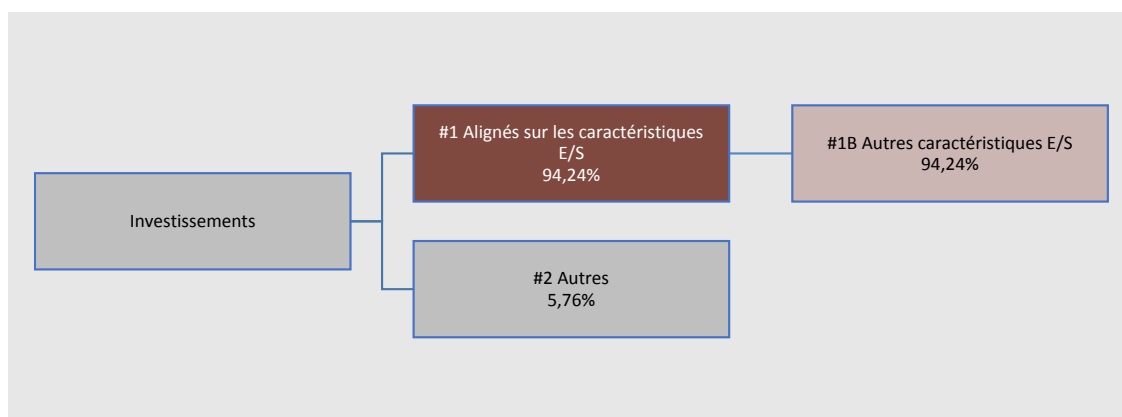 #1 Alignés sur les caractéristiques
E/S
94,24%
#1B Autres caractéristiques E/S
94,24%
Investissements
#2 Autres
5,76%